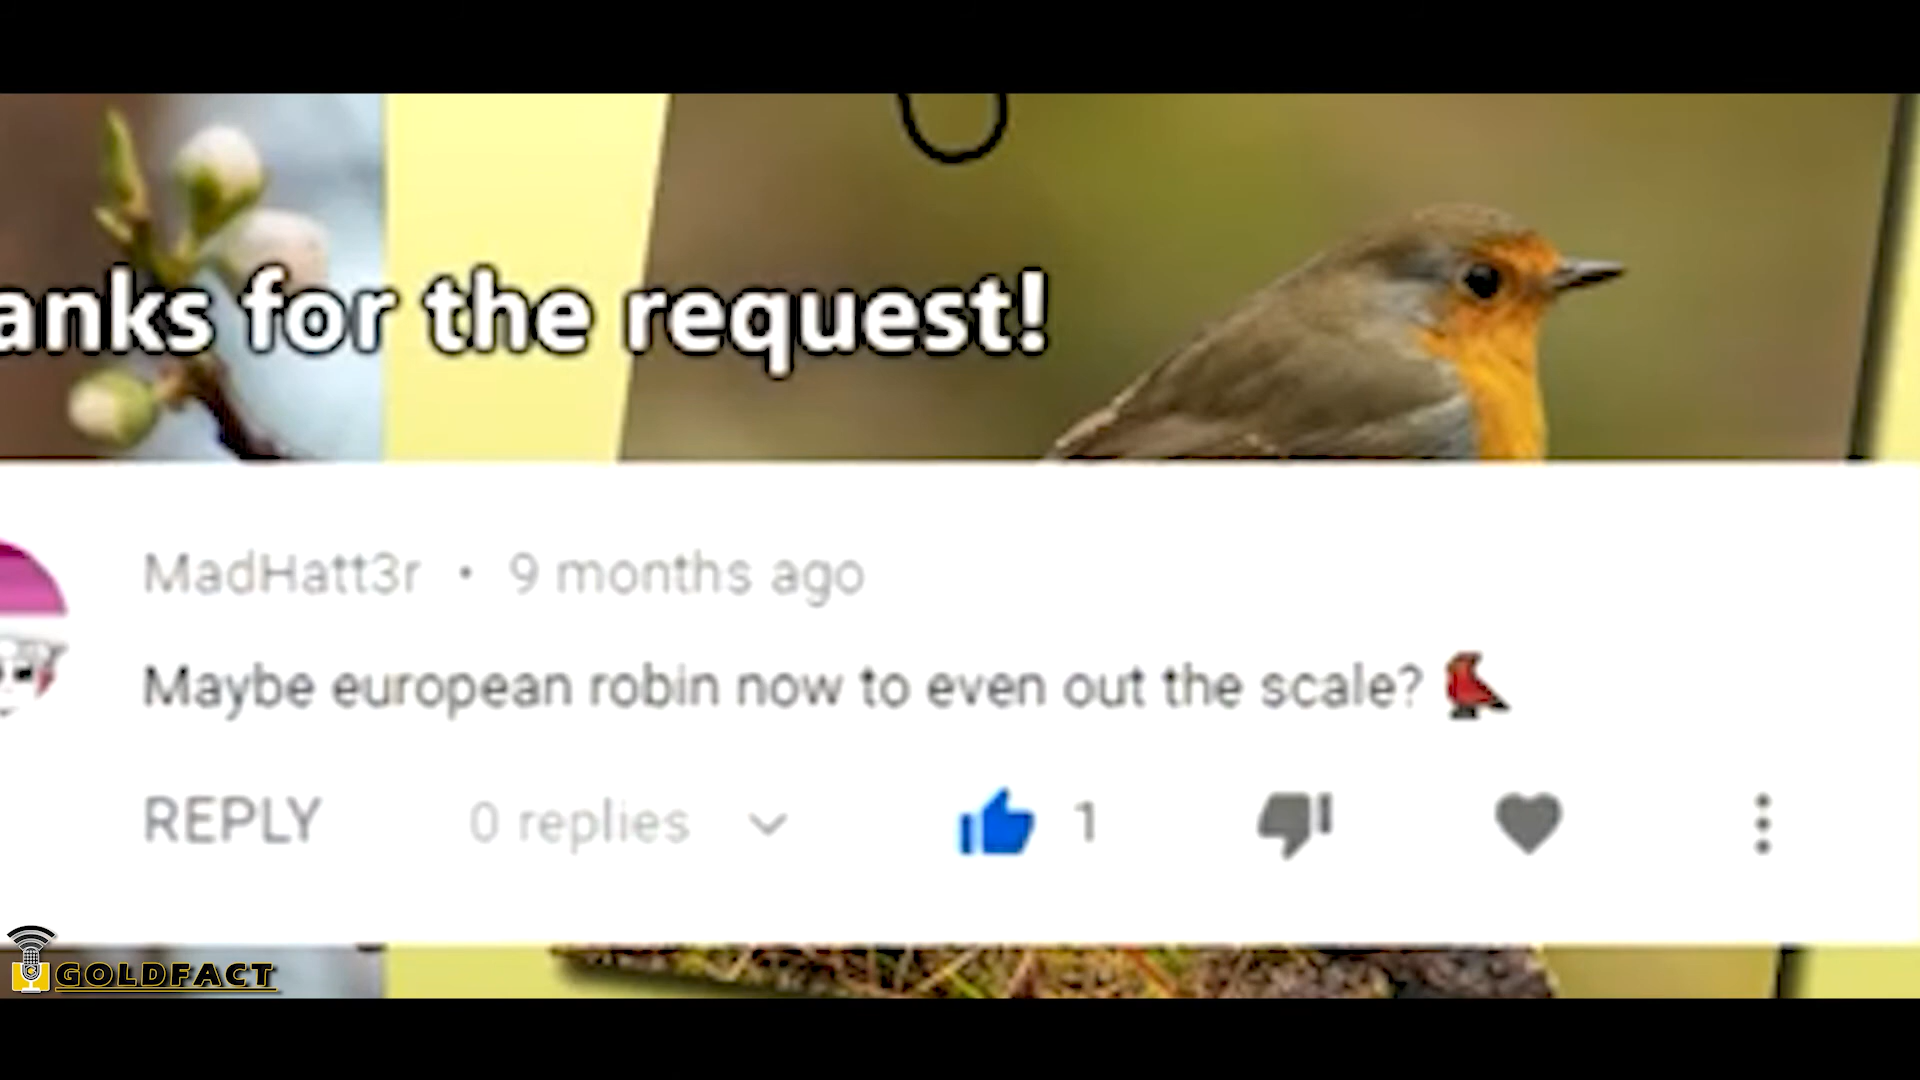 anks for the request!
MadHatt3r • 9 months ago
Maybe european robin now to even out the scale?
REPLY 0 replies 1
GOLDFACT